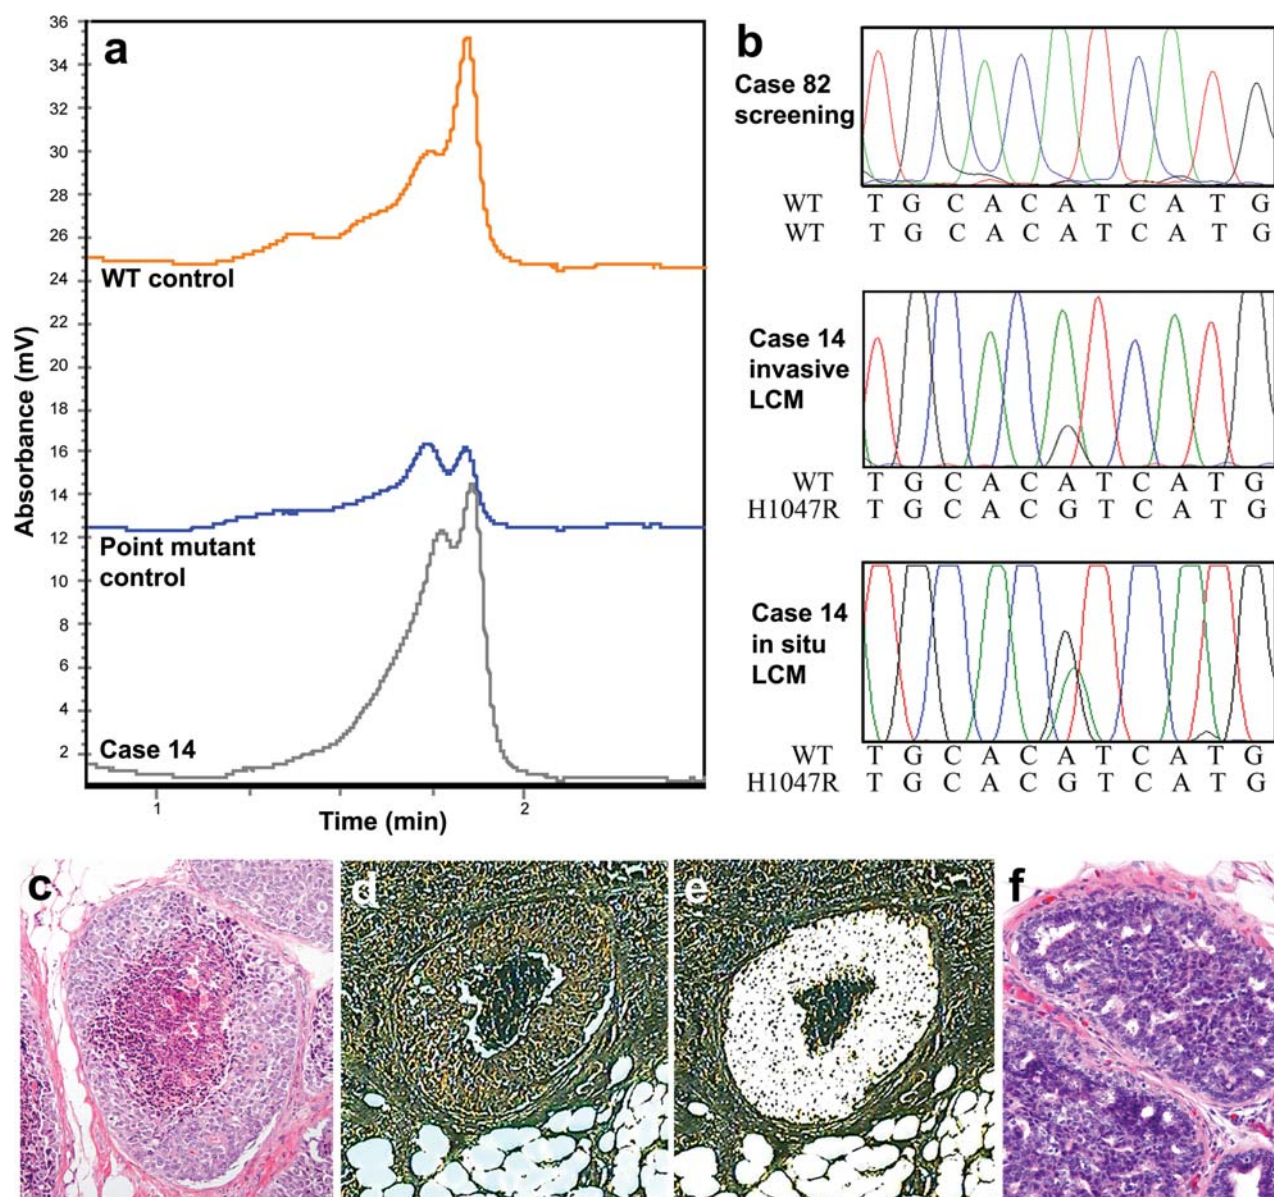 a
36
34
32
30
28
26
24
22
20
18
16
14
12
10
8
6
4
2
Absorbance (mV)
WT control
Point mutant
control
Case 14
1
2
Time (min)
b
Case 82
screening
WT T G C A C A T C A T G
WT T G C A C A T C A T G
Case 14
invasive
LCM
WT T G C A C A T C A T G
H1047R T G C A C G T C A T G
Case 14
in situ
LCM
WT T G C A C A T C A T G
H1047R T G C A C G T C A T G
c
d
e
f